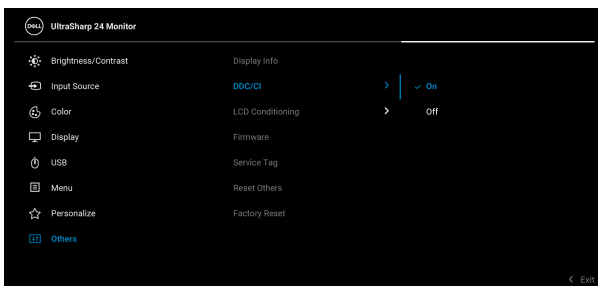 DELL UltraSharp 24 Monitor
Brightness/Contrast Display Info
Input Source DDC/CI > ✓ On
Color LCD Conditioning > Off
Display Firmware
USB Service Tag
Menu Reset Others
Personalize Factory Reset
Others
< Exit